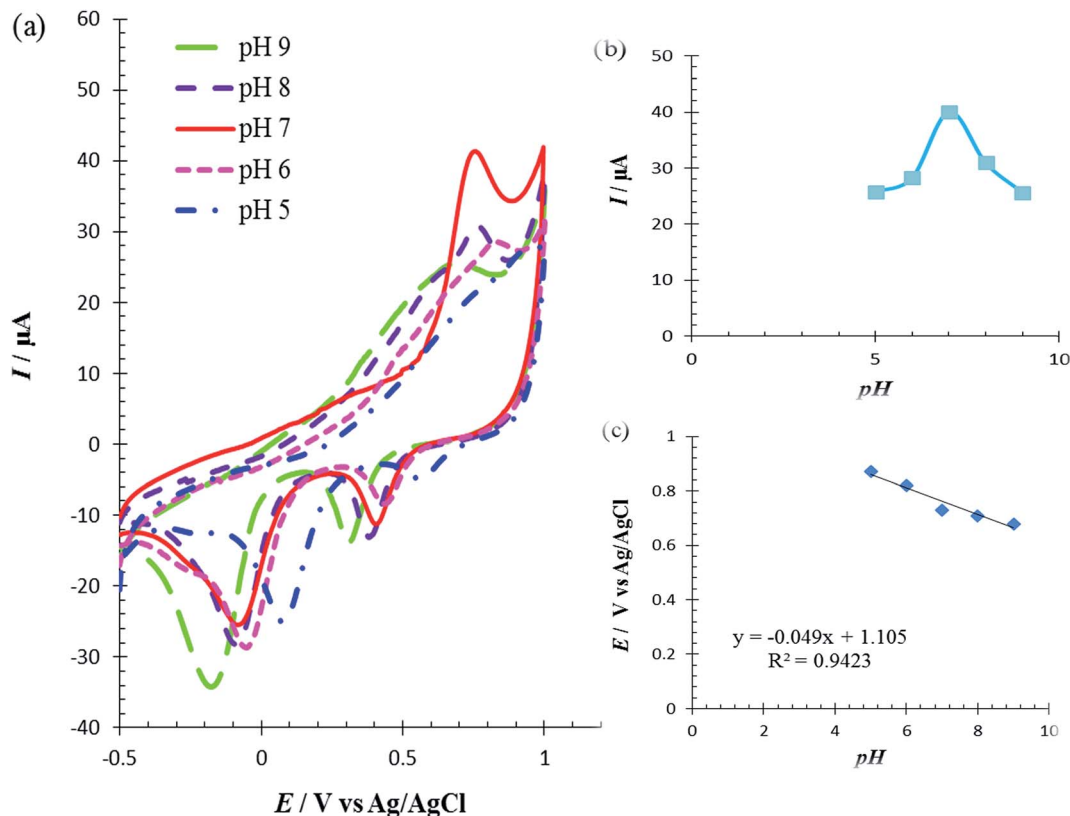 (a)
60
50
40
30
20
10
0
-10
-20
-30
-40
-0.5
0
0.5
1
I / µA
E / V vs Ag/AgCl
pH 9
pH 8
pH 7
pH 6
pH 5
(b)
50
40
30
20
10
0
0
5
10
I / µA
pH
(c)
1
0.8
0.6
0.4
0.2
0
0
2
4
6
8
10
E / V vs Ag/AgCl
pH
y = -0.049x + 1.105
R² = 0.9423